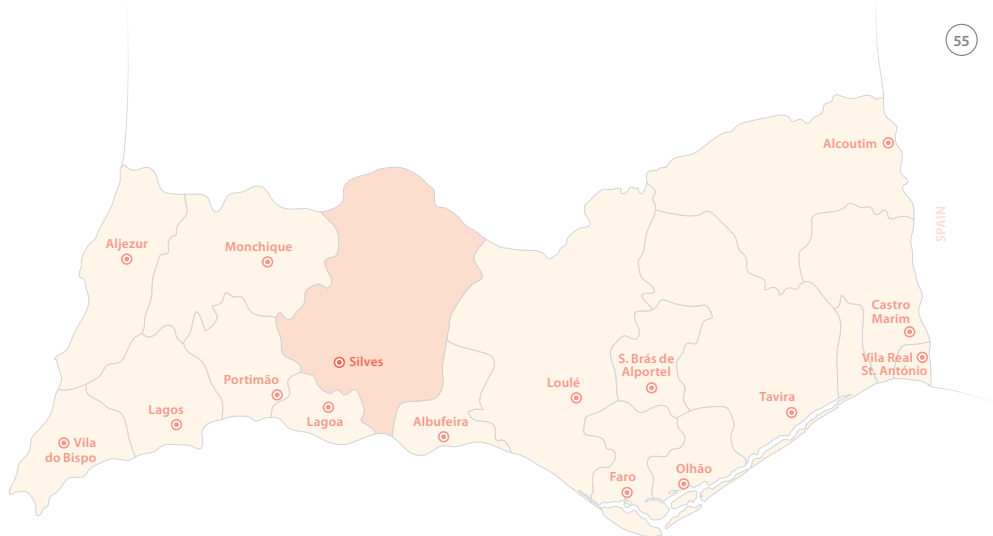 55
Alcoutim
SPAIN
Aljezur
Monchique
Castro
Marim
Silves
Vila Real
St. António
S. Brás de
Alportel
Portimão
Loulé
Tavira
Lagos
Lagoa
Albufeira
Vila
do Bispo
Faro
Olhão